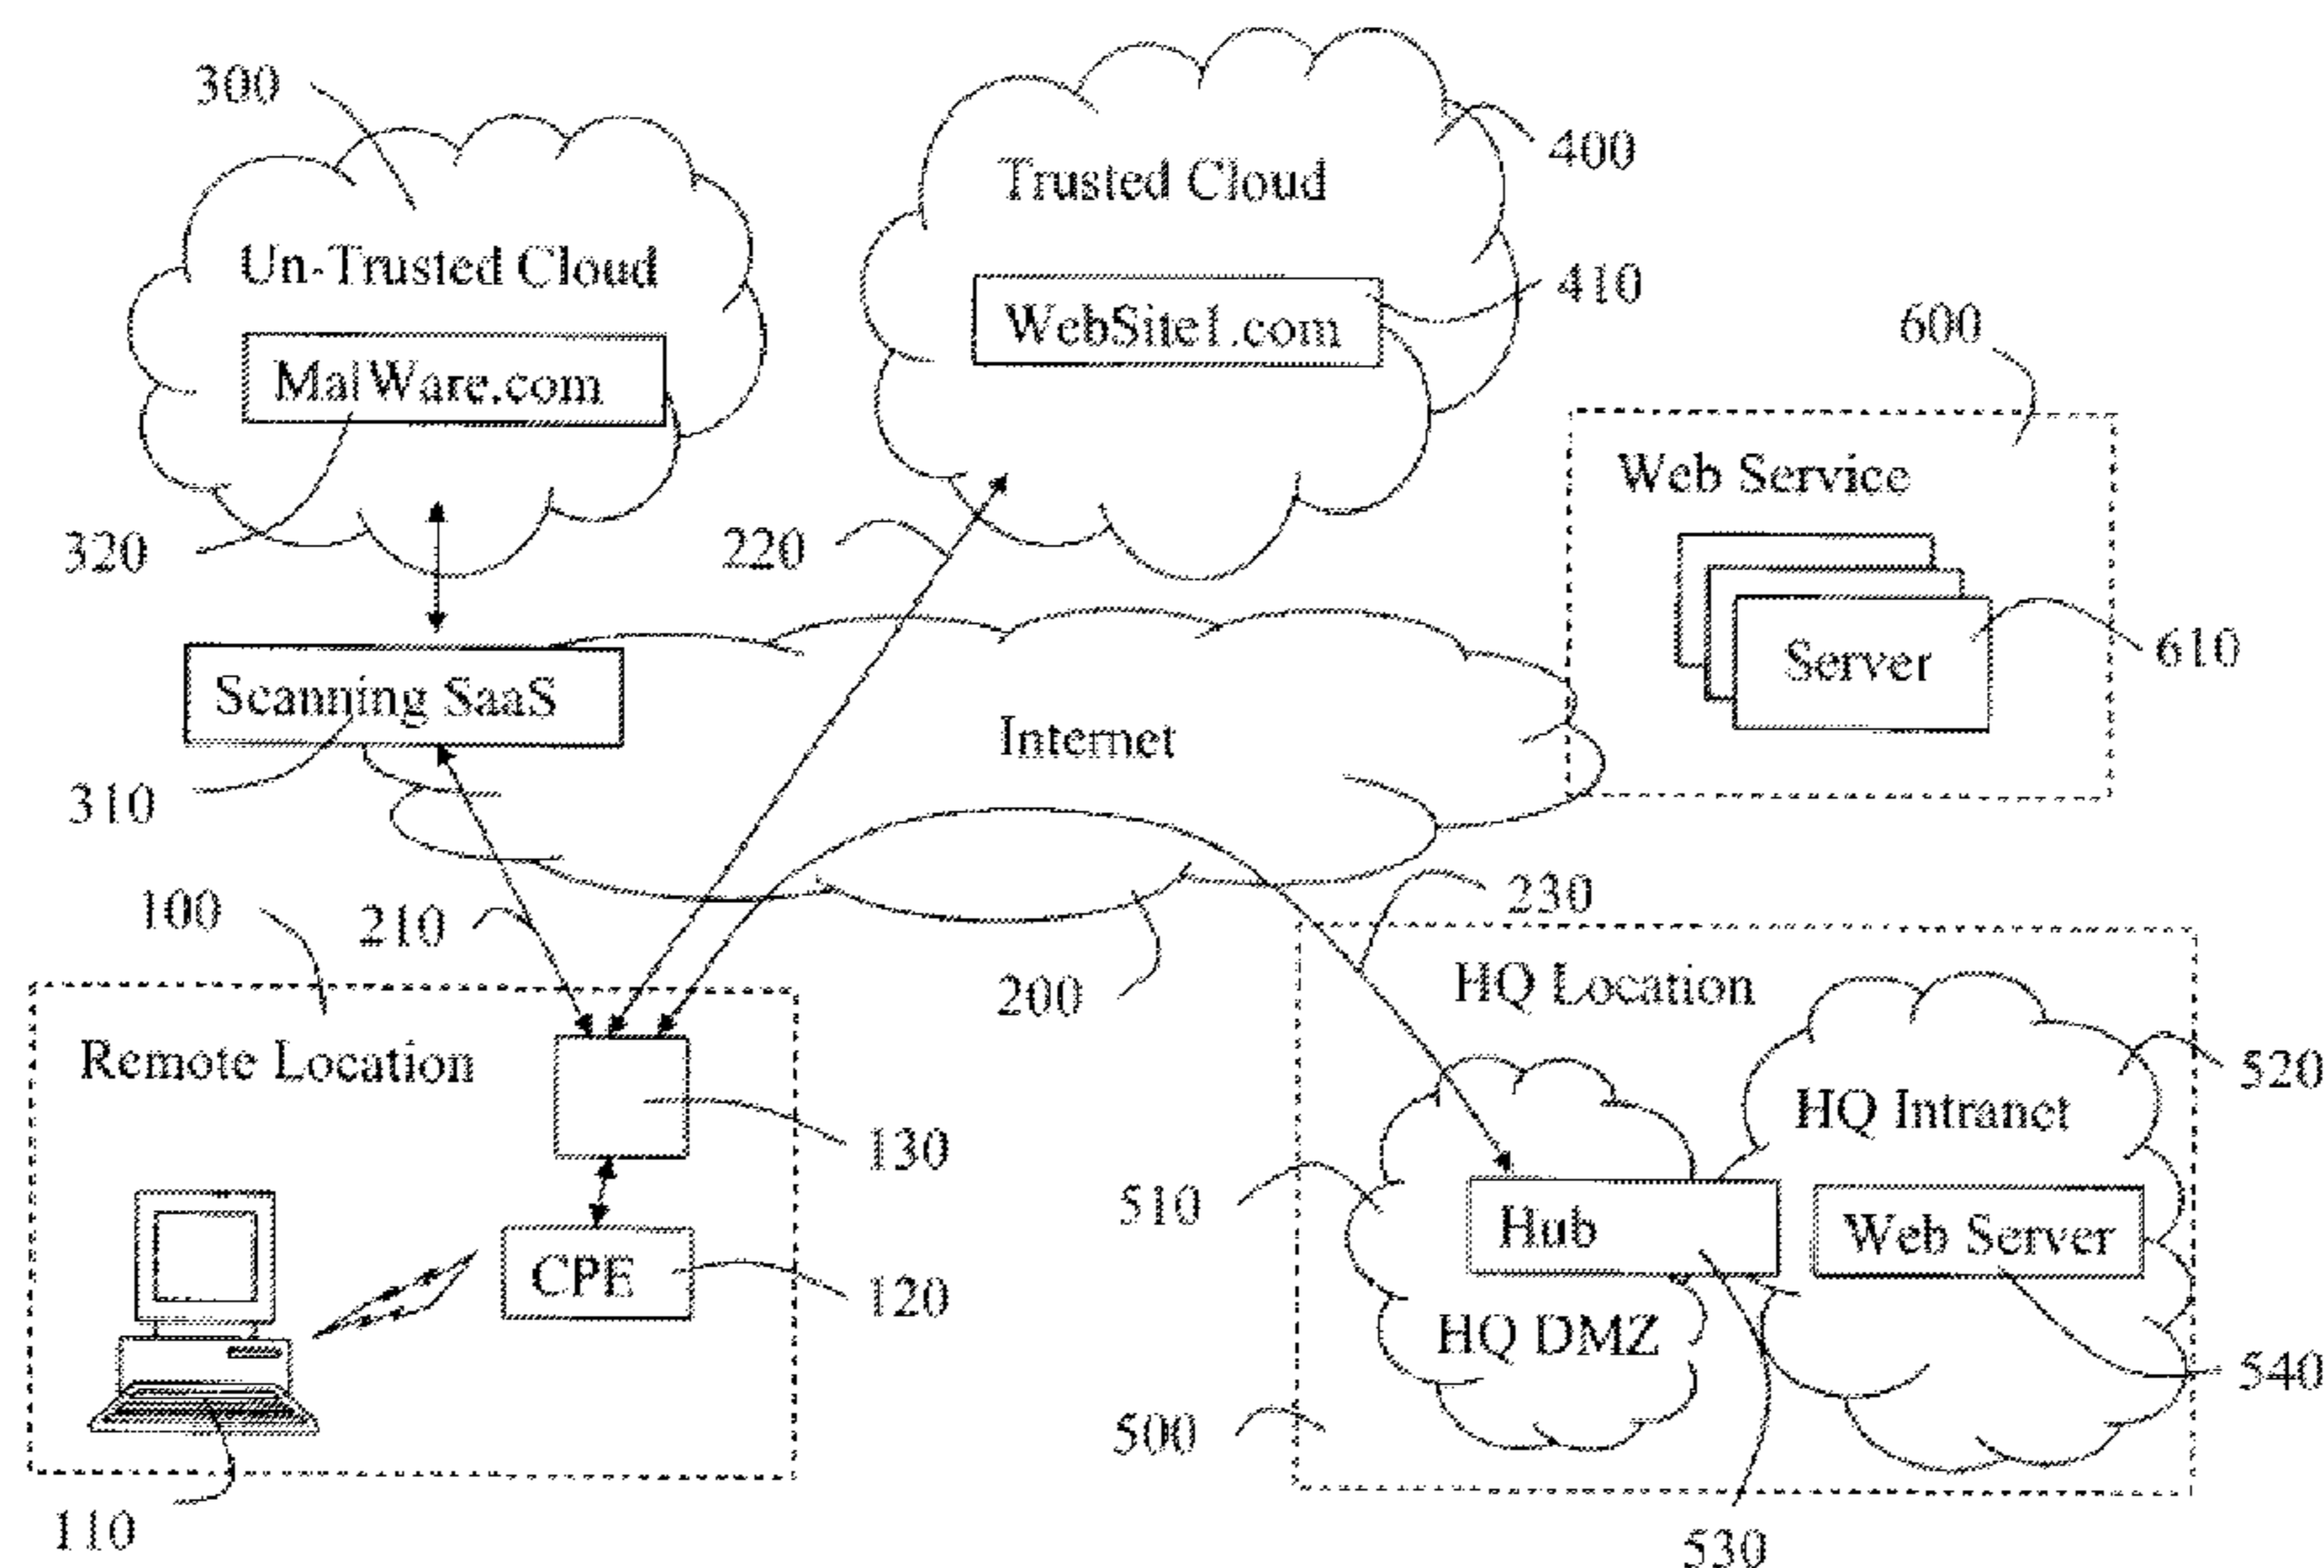 300
400
Trusted Cloud
Un-Trusted Cloud
410
WebSite1.com
600
MalWare.com
Web Service
320
220
Server
610
Scanning SaaS
Internet
310
100
210
230
200
HQ Location
Remote Location
520
HQ Intranet
130
510
Hub
Web Server
CPE
120
HQ DMZ
540
500
110
530